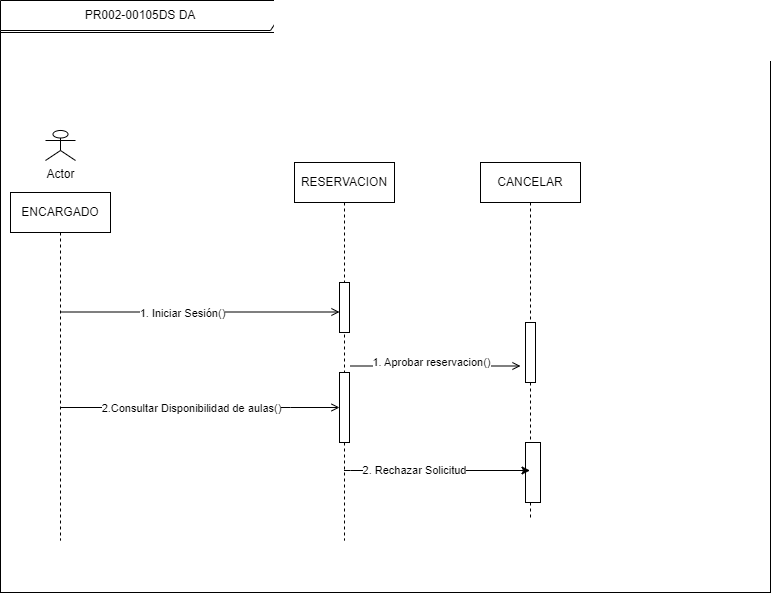 PR002-00105DS DA
Actor
RESERVACION
CANCELAR
ENCARGADO
1. Iniciar Sesión()
1. Aprobar reservacion()
2.Consultar Disponibilidad de aulas()
2. Rechazar Solicitud